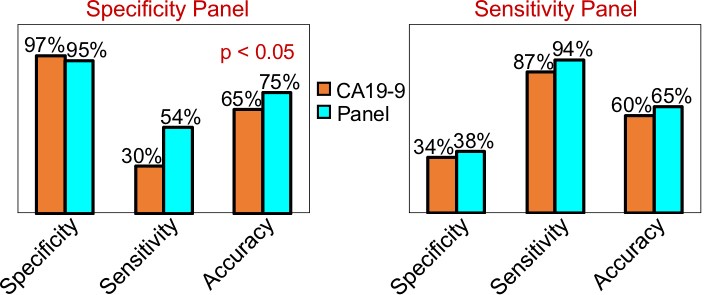 Specificity Panel
97%
95%
30%
54%
65%
75%
p < 0.05
Specificity
Sensitivity
Accuracy
CA19-9
Panel
Sensitivity Panel
34%
38%
87%
94%
60%
65%
Specificity
Sensitivity
Accuracy